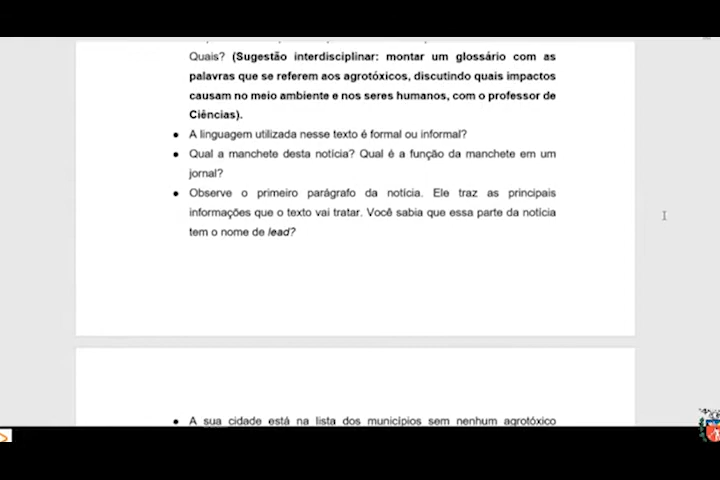 Quais? (Sugestão interdisciplinar: montar um glossário com as
palavras que se referem aos agrotóxicos, discutindo quais impactos
causam no meio ambiente e nos seres humanos, com o professor de
Ciências).
● A linguagem utilizada nesse texto é formal ou informal?
● Qual a manchete desta notícia? Qual é a função da manchete em um
jornal?
● Observe o primeiro parágrafo da notícia. Ele traz as principais
informações que o texto vai tratar. Você sabia que essa parte da notícia
tem o nome de lead?
● A sua cidade está na lista dos municípios sem nenhum agrotóxico